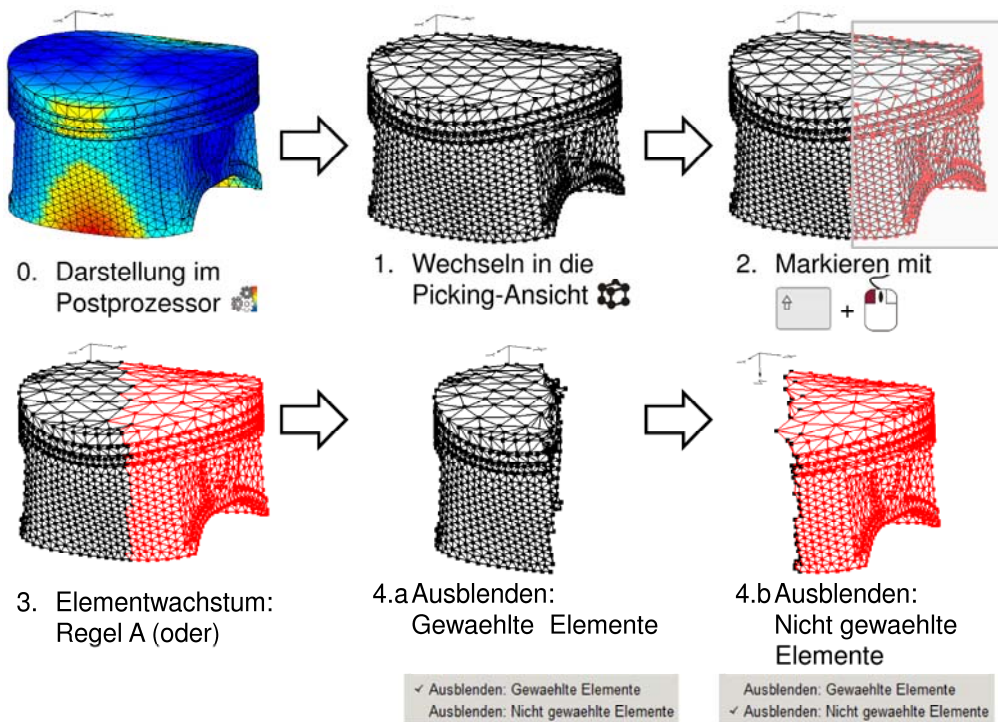 0. Darstellung im
Postprozessor
1. Wechseln in die
Picking-Ansicht
2. Markieren mit
+
3. Elementwachstum:
Regel A (oder)
4.a Ausblenden:
Gewaehlte Elemente
4.b Ausblenden:
Nicht gewaehlte
Elemente
✓ Ausblenden: Gewaehlte Elemente
Ausblenden: Nicht gewaehlte Elemente
Ausblenden: Gewaehlte Elemente
✓ Ausblenden: Nicht gewaehlte Elemente